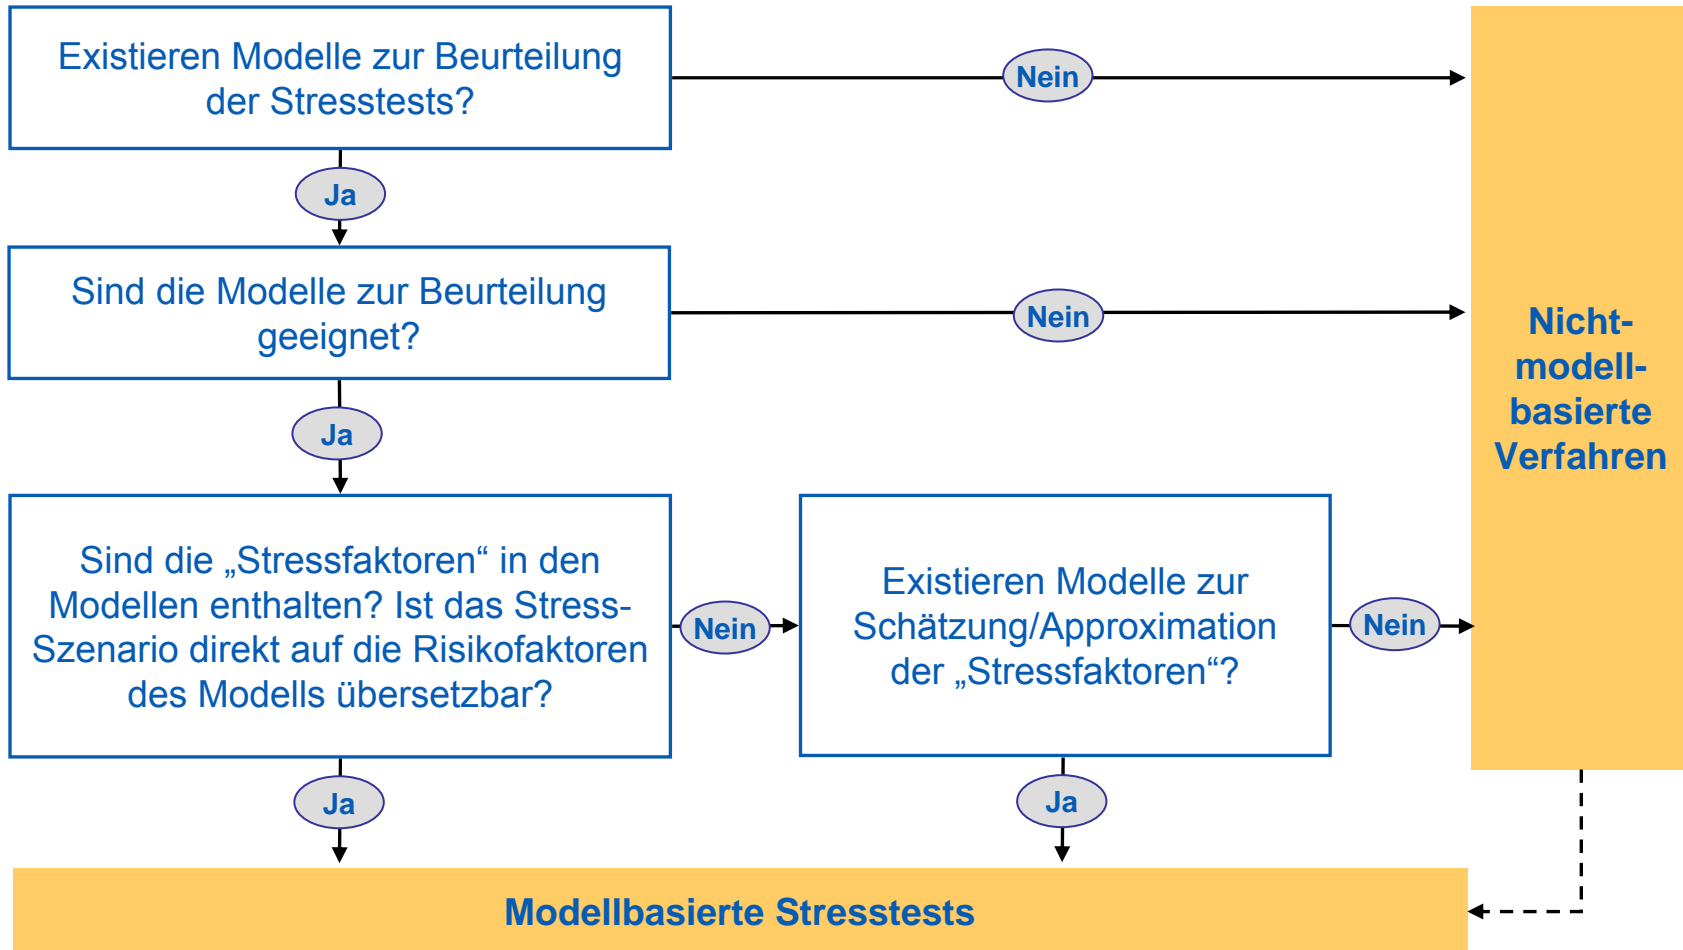 Existieren Modelle zur Beurteilung
der Stresstests?
Nein
Ja
Sind die Modelle zur Beurteilung
geeignet?
Nein
Ja
Nicht-
modell-
basierte
Verfahren
Sind die „Stressfaktoren“ in den
Modellen enthalten? Ist das Stress-
Szenario direkt auf die Risikofaktoren
des Modells übersetzbar?
Nein
Existieren Modelle zur
Schätzung/Approximation
der „Stressfaktoren“?
Nein
Ja
Ja
Modellbasierte Stresstests